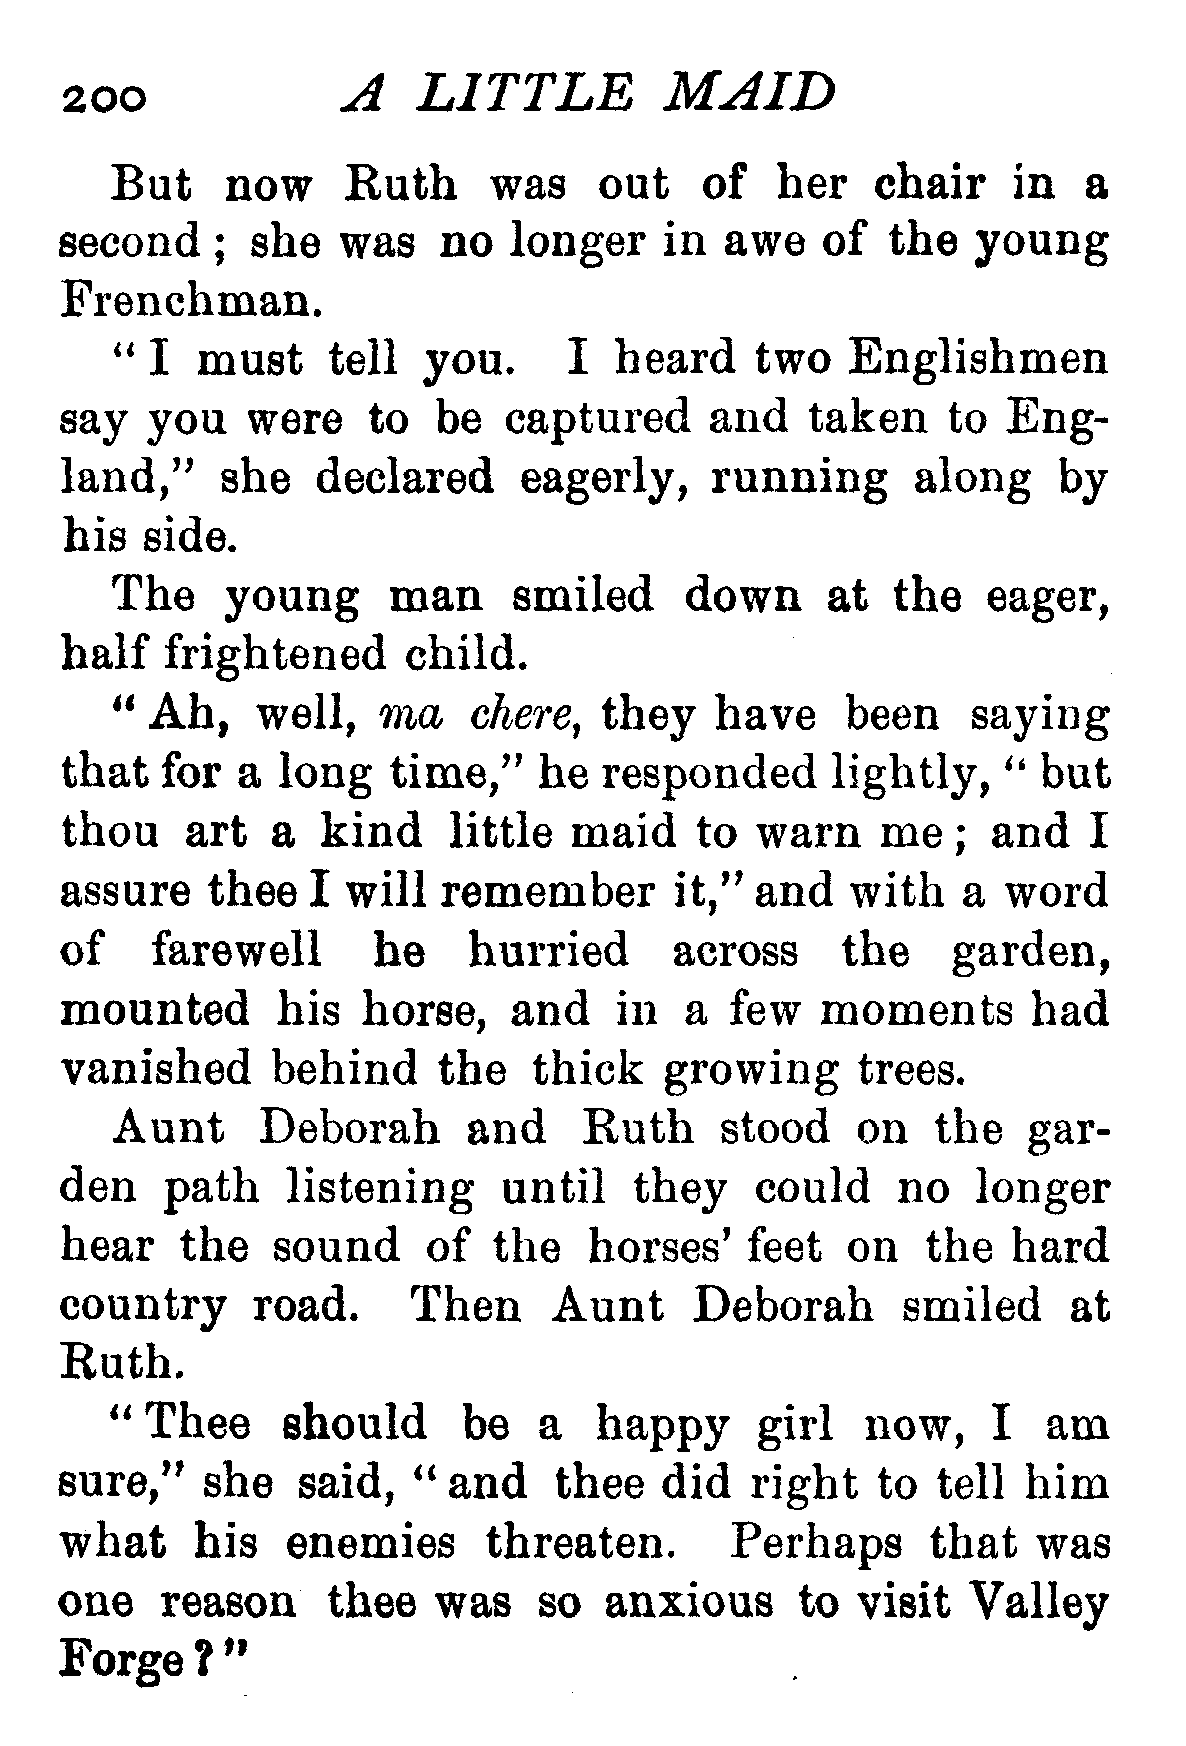 200 A LITTLE MAID
But now Ruth was out of her chair in a
second ; she was no longer in awe of the young
Frenchman.
“ I must tell you. I heard two Englishmen
say you were to be captured and taken to Eng-
land,” she declared eagerly, running along by
his side.
The young man smiled down at the eager,
half frightened child.
“ Ah, well, ma chere, they have been saying
that for a long time,” he responded lightly, “ but
thou art a kind little maid to warn me ; and I
assure thee I will remember it,” and with a word
of farewell he hurried across the garden,
mounted his horse, and in a few moments had
vanished behind the thick growing trees.
Aunt Deborah and Ruth stood on the gar-
den path listening until they could no longer
hear the sound of the horses’ feet on the hard
country road. Then Aunt Deborah smiled at
Ruth.
“ Thee should be a happy girl now, I am
sure,” she said, “ and thee did right to tell him
what his enemies threaten. Perhaps that was
one reason thee was so anxious to visit Valley
Forge ? ”